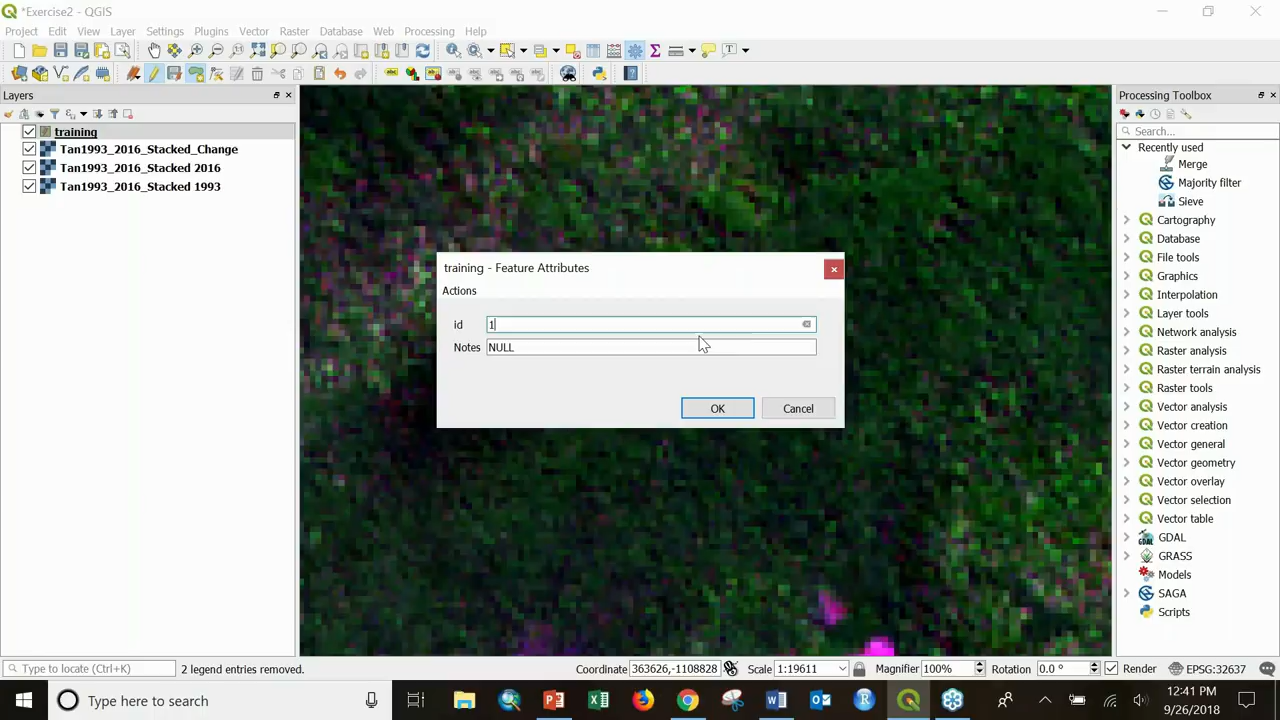 *Exercise2 - QGIS
Project Edit View Layer Settings Plugins Vector Raster Database Web Processing Help
Layers
training
Tan1993_2016_Stacked_Change
Tan1993_2016_Stacked 2016
Tan1993_2016_Stacked 1993
training - Feature Attributes
Actions
id 1
Notes NULL
OK Cancel
Processing Toolbox
Search...
Recently used
Merge
Majority filter
Sieve
Cartography
Database
File tools
Graphics
Interpolation
Layer tools
Network analysis
Raster analysis
Raster terrain analysis
Raster tools
Vector analysis
Vector creation
Vector general
Vector geometry
Vector overlay
Vector selection
Vector table
GDAL
GRASS
Models
SAGA
Scripts
Type to locate (Ctrl+K) 2 legend entries removed. Coordinate 363626,-1108828 Scale 1:19611 Magnifier 100% Rotation 0.0 ° Render EPSG:32637
Type here to search
12:41 PM
9/26/2018